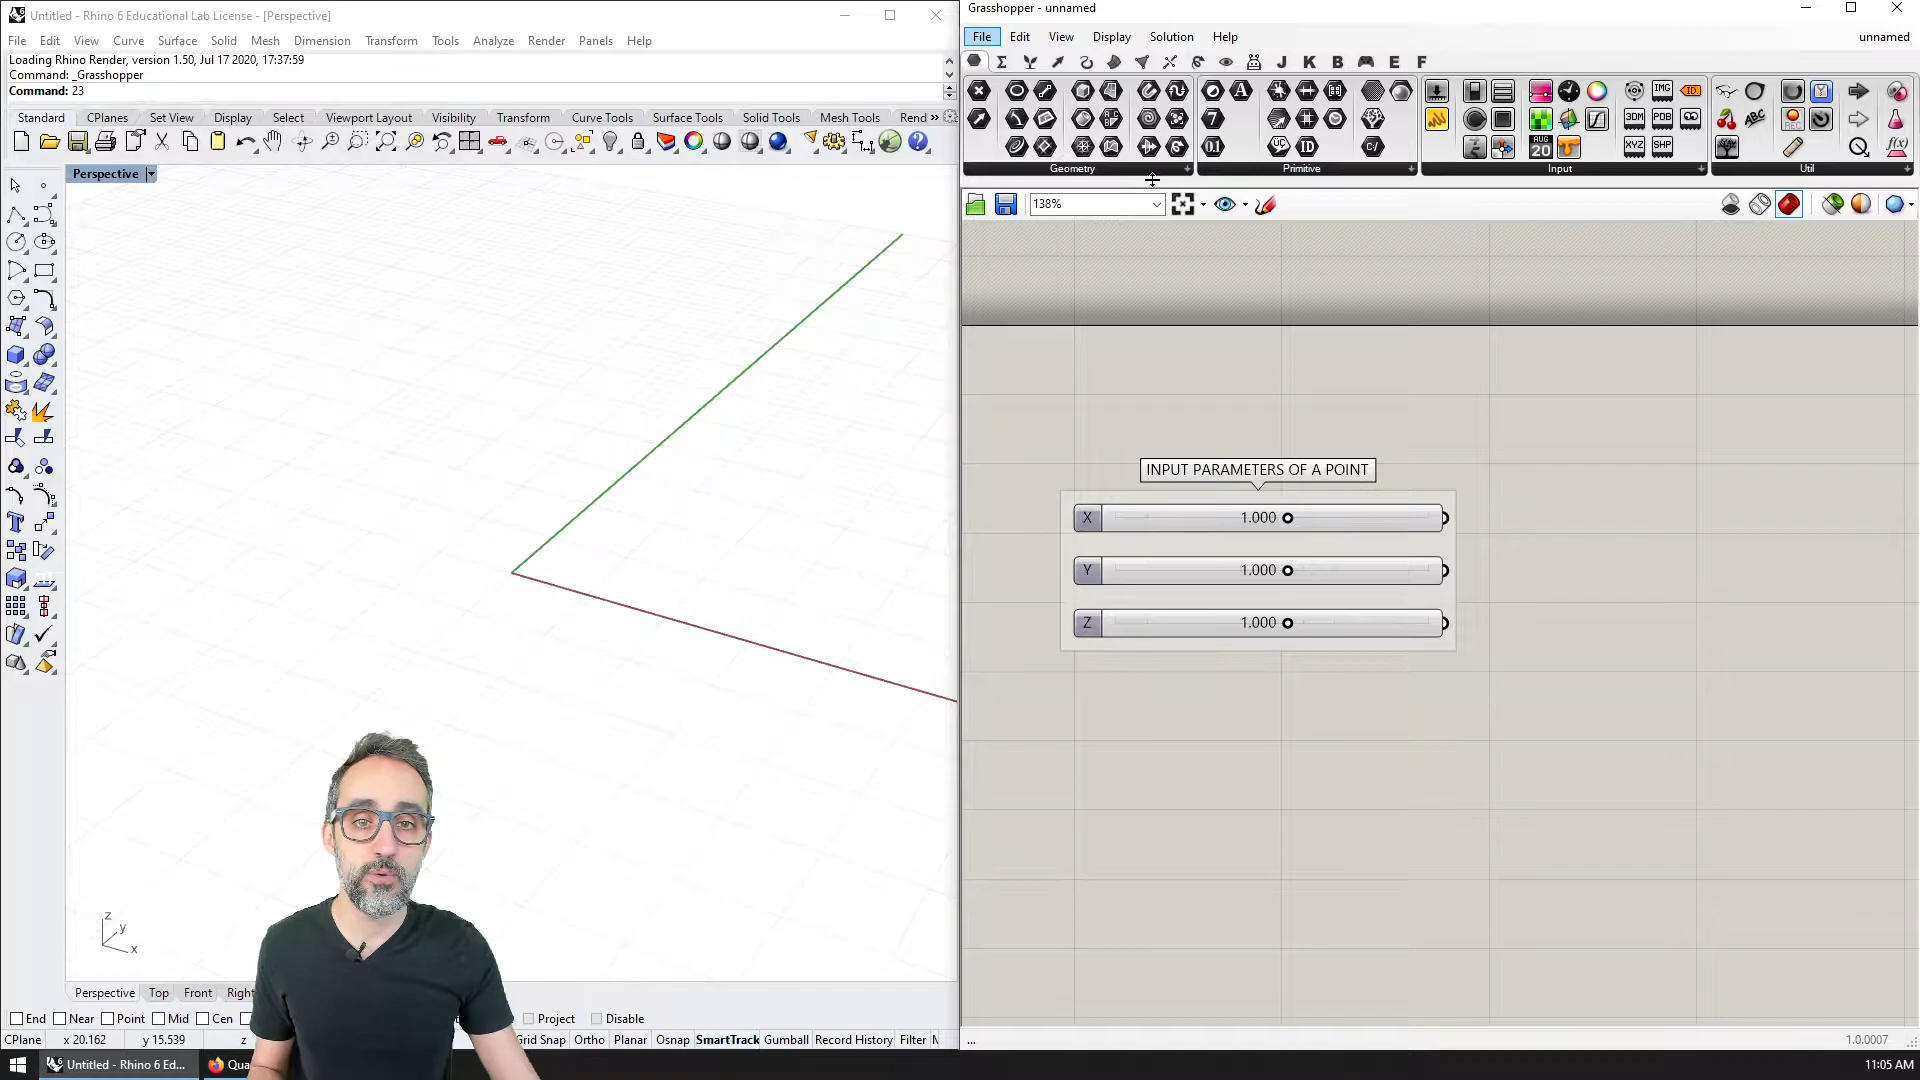 Untitled - Rhino 6 Educational Lab License - [Perspective]
File Edit View Curve Surface Solid Mesh Dimension Transform Tools Analyze Render Panels Help
Loading Rhino Render, version 1.50, Jul 17 2020, 17:37:59
Command: _Grasshopper
Command: 23
Standard CPlanes Set View Display Select Viewport Layout Visibility Transform Curve Tools Surface Tools Solid Tools Mesh Tools Rend »
Perspective
z
y
x
Perspective Top Front Right
End Near Point Mid Cen Project Disable
CPlane x 20.162 y 15.539 z Grid Snap Ortho Planar Osnap SmartTrack Gumball Record History Filter M
Untitled - Rhino 6 Ed... Qua
Grasshopper - unnamed
File Edit View Display Solution Help unnamed
J K B E F
Geometry Primitive Input Util
138%
INPUT PARAMETERS OF A POINT
X 1.000
Y 1.000
Z 1.000
... 1.0.0007
11:05 AM